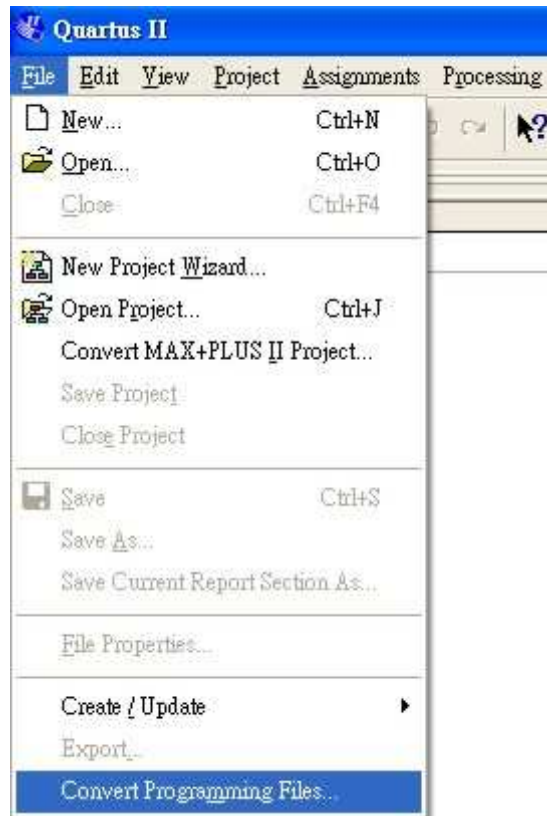 Quartus II
File Edit View Project Assignments Processing
New... Ctrl+N
Open... Ctrl+O
Close Ctrl+F4
New Project Wizard...
Open Project... Ctrl+J
Convert MAX+PLUS II Project...
Save Project
Close Project
Save Ctrl+S
Save As...
Save Current Report Section As...
File Properties...
Create / Update
Export...
Convert Programming Files...